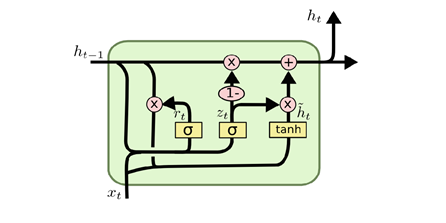 h_t
h_{t-1}
× +
1-
× r_t z_t × h̃_t
σ σ tanh
x_t